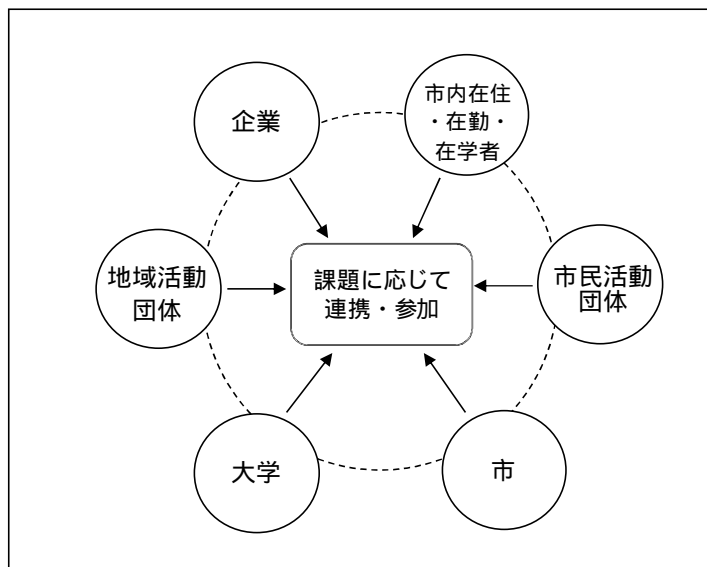 企業
市内在住
・在勤・
在学者
地域活動
団体
課題に応じて
連携・参加
市民活動
団体
大学
市